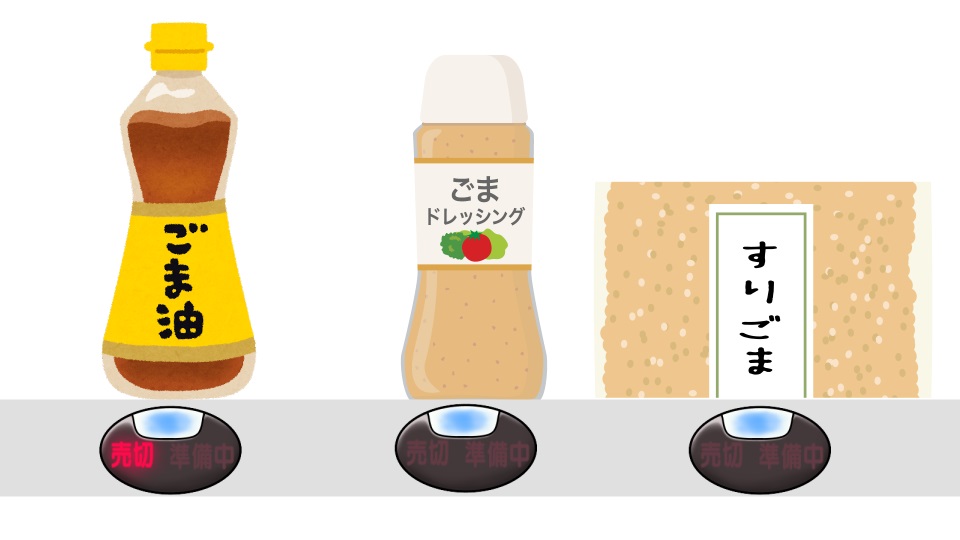 ごま油
ごま
ドレッシング
すりごま
売切 準備中
売切 準備中
売切 準備中